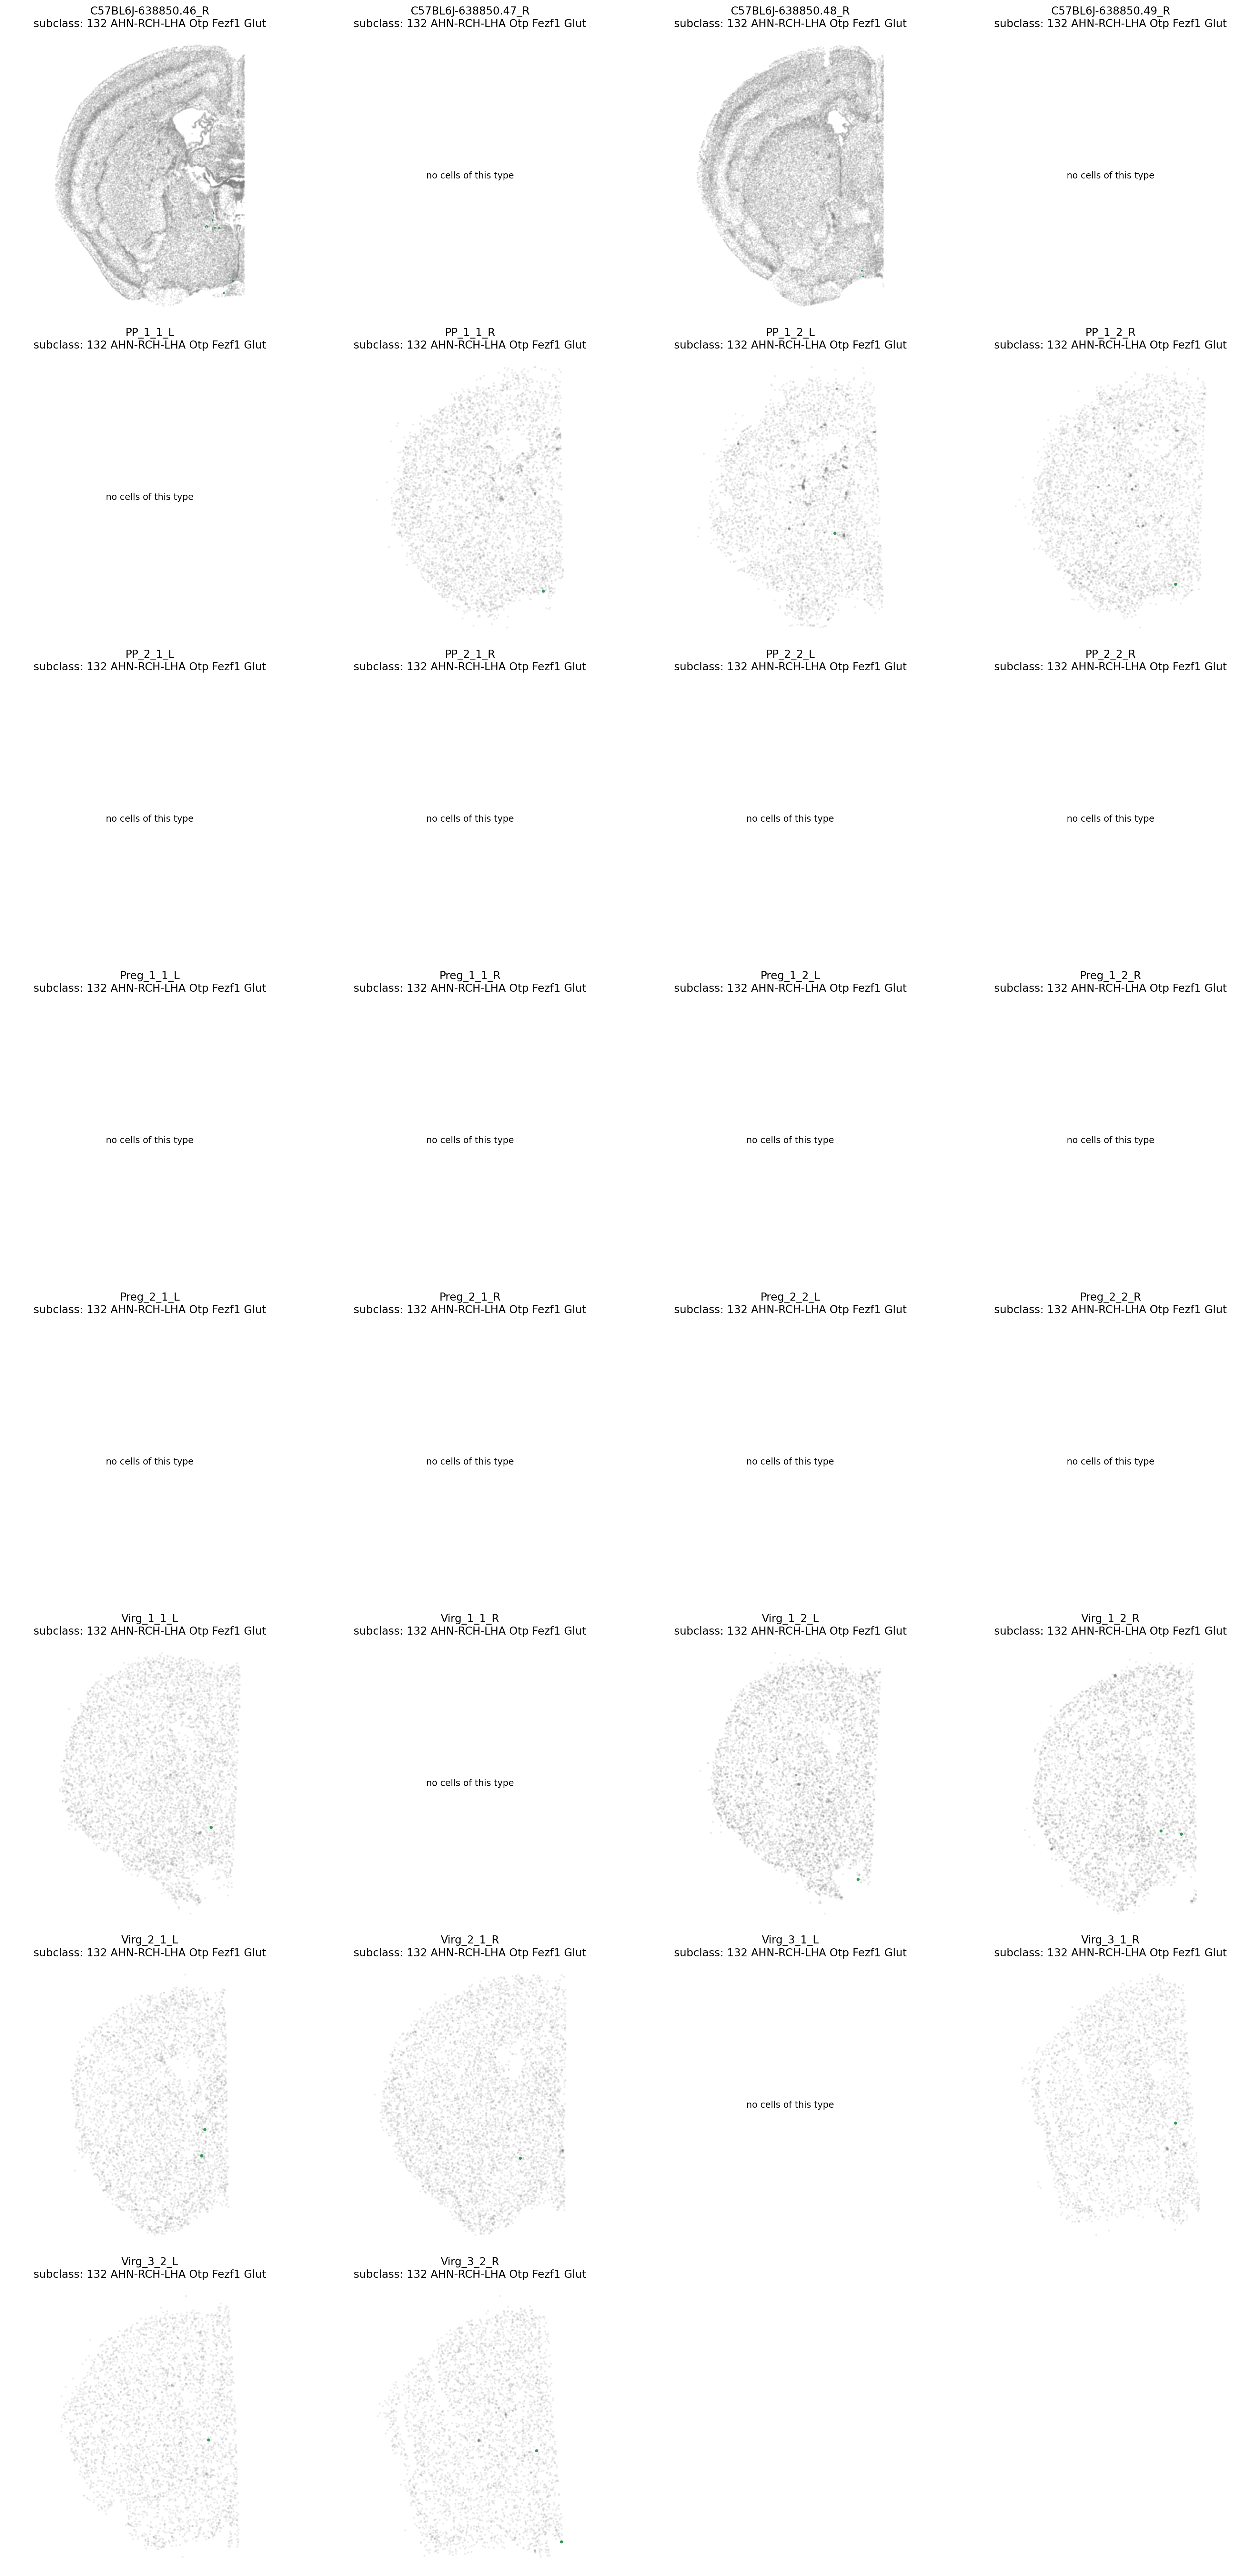 C57BL6J-638850.46_R
subclass: 132 AHN-RCH-LHA Otp Fezf1 Glut
C57BL6J-638850.47_R
subclass: 132 AHN-RCH-LHA Otp Fezf1 Glut
no cells of this type
C57BL6J-638850.48_R
subclass: 132 AHN-RCH-LHA Otp Fezf1 Glut
C57BL6J-638850.49_R
subclass: 132 AHN-RCH-LHA Otp Fezf1 Glut
no cells of this type
PP_1_1_L
subclass: 132 AHN-RCH-LHA Otp Fezf1 Glut
no cells of this type
PP_1_1_R
subclass: 132 AHN-RCH-LHA Otp Fezf1 Glut
PP_1_2_L
subclass: 132 AHN-RCH-LHA Otp Fezf1 Glut
PP_1_2_R
subclass: 132 AHN-RCH-LHA Otp Fezf1 Glut
PP_2_1_L
subclass: 132 AHN-RCH-LHA Otp Fezf1 Glut
no cells of this type
PP_2_1_R
subclass: 132 AHN-RCH-LHA Otp Fezf1 Glut
no cells of this type
PP_2_2_L
subclass: 132 AHN-RCH-LHA Otp Fezf1 Glut
no cells of this type
PP_2_2_R
subclass: 132 AHN-RCH-LHA Otp Fezf1 Glut
no cells of this type
Preg_1_1_L
subclass: 132 AHN-RCH-LHA Otp Fezf1 Glut
no cells of this type
Preg_1_1_R
subclass: 132 AHN-RCH-LHA Otp Fezf1 Glut
no cells of this type
Preg_1_2_L
subclass: 132 AHN-RCH-LHA Otp Fezf1 Glut
no cells of this type
Preg_1_2_R
subclass: 132 AHN-RCH-LHA Otp Fezf1 Glut
no cells of this type
Preg_2_1_L
subclass: 132 AHN-RCH-LHA Otp Fezf1 Glut
no cells of this type
Preg_2_1_R
subclass: 132 AHN-RCH-LHA Otp Fezf1 Glut
no cells of this type
Preg_2_2_L
subclass: 132 AHN-RCH-LHA Otp Fezf1 Glut
no cells of this type
Preg_2_2_R
subclass: 132 AHN-RCH-LHA Otp Fezf1 Glut
no cells of this type
Virg_1_1_L
subclass: 132 AHN-RCH-LHA Otp Fezf1 Glut
Virg_1_1_R
subclass: 132 AHN-RCH-LHA Otp Fezf1 Glut
no cells of this type
Virg_1_2_L
subclass: 132 AHN-RCH-LHA Otp Fezf1 Glut
Virg_1_2_R
subclass: 132 AHN-RCH-LHA Otp Fezf1 Glut
Virg_2_1_L
subclass: 132 AHN-RCH-LHA Otp Fezf1 Glut
Virg_2_1_R
subclass: 132 AHN-RCH-LHA Otp Fezf1 Glut
Virg_3_1_L
subclass: 132 AHN-RCH-LHA Otp Fezf1 Glut
no cells of this type
Virg_3_1_R
subclass: 132 AHN-RCH-LHA Otp Fezf1 Glut
Virg_3_2_L
subclass: 132 AHN-RCH-LHA Otp Fezf1 Glut
Virg_3_2_R
subclass: 132 AHN-RCH-LHA Otp Fezf1 Glut